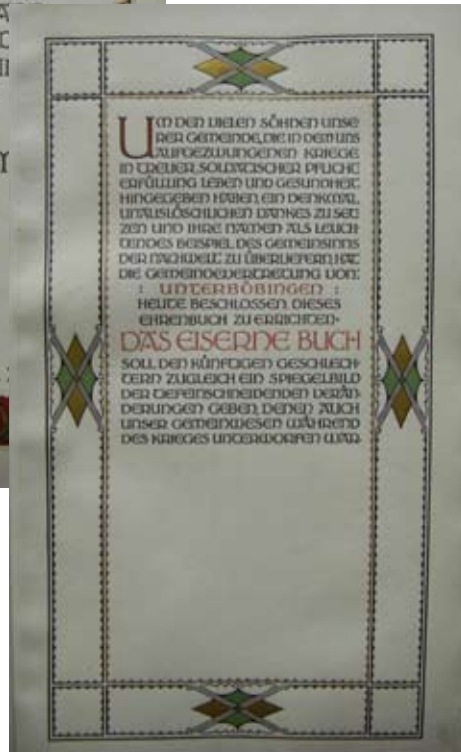 UM DEN VIELEN SÖHNEN UNSE
RER GEMEINDE, DIE IN DEM UNS
AUFGEZWUNGENEN KRIEGE
IN TREUER, SOLDATISCHER PFLICHT
ERFÜLLUNG LEBEN UND GESUNDHEIT
HINGEGEBEN HABEN, EIN DENKMAL
UNAUSLÖSCHLICHEN DANKES ZU SET
ZEN UND IHRE NAMEN ALS LEUCH-
TENDES BEISPIEL DES GEMEINSINNS
DER NACHWELT ZU ÜBERLIEFERN, HAT
DIE GEMEINDEVERTRETUNG VON:
: UNTERBÖBINGEN :
HEUTE BESCHLOSSEN DIESES
EHRENBUCH ZU ERRICHTEN-
DAS EISERNE BUCH
SOLL DEN KÜNFTIGEN GESCHLECH-
TERN ZUGLEICH EIN SPIEGELBILD
DER TIEFENSCHNEIDENDEN VERÄN-
DERUNGEN GEBEN, DENEN AUCH
UNSER GEMEINWESEN WÄHREND
DES KRIEGES UNTERWORFEN WAR.